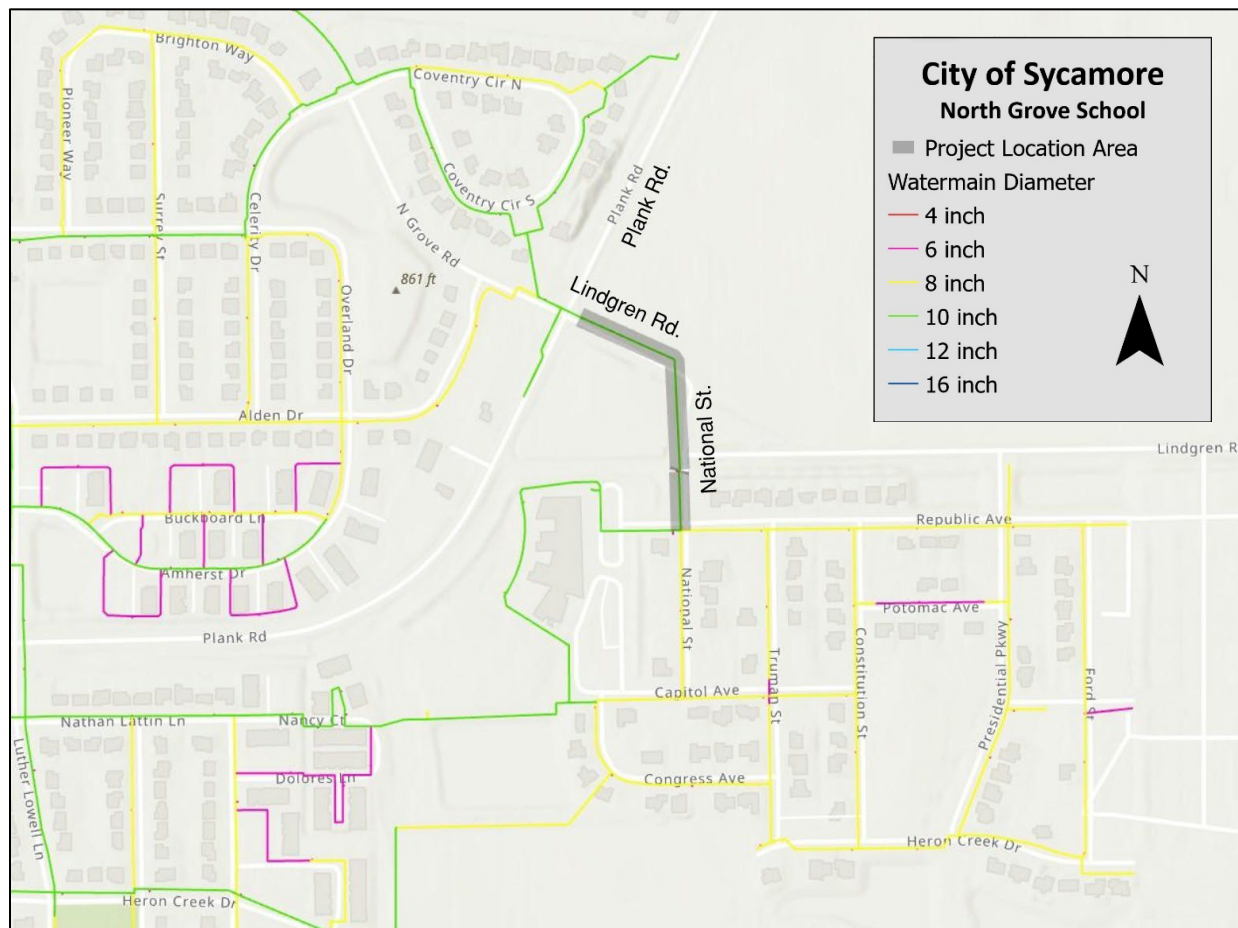 City of Sycamore
North Grove School
Project Location Area
Watermain Diameter
4 inch
6 inch
8 inch
10 inch
12 inch
16 inch
N
Brighton Way
Pioneer Way
Surrey St
Celerity Dr
Coventry Cir N
Coventry Cir S
N Grove Rd
Plank Rd
Plank Rd.
861 ft
Overland Dr
Lindgren Rd.
National St.
Alden Dr
Lindgren R
Buckboard Ln
Amherst Dr
Republic Ave
Plank Rd
National St
Potomac Ave
Truman St
Constitution St
Presidential Pkwy
Ford St
Capitol Ave
Nathan Lattin Ln
Nancy Ct
Luther Lowell Ln
Dolores Ln
Congress Ave
Heron Creek Dr
Heron Creek Dr